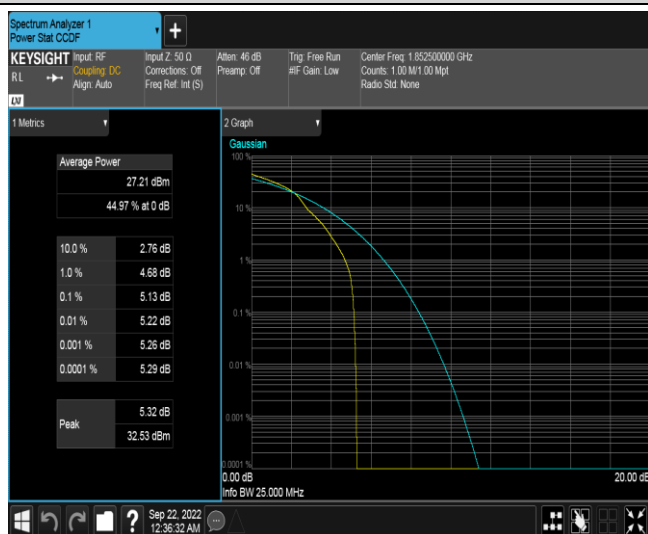 Spectrum Analyzer 1
Power Stat CCDF
+
KEYSIGHT
RL
LXI
Input: RF
Coupling: DC
Align: Auto
Input Z: 50 Ω
Corrections: Off
Freq Ref: Int (S)
Atten: 46 dB
Preamp: Off
Trig: Free Run
#IF Gain: Low
Center Freq: 1.852500000 GHz
Counts: 1.00 M/1.00 Mpt
Radio Std: None
1 Metrics
Average Power
27.21 dBm
44.97 % at 0 dB
10.0 % 2.76 dB
1.0 % 4.68 dB
0.1 % 5.13 dB
0.01 % 5.22 dB
0.001 % 5.26 dB
0.0001 % 5.29 dB
Peak
5.32 dB
32.53 dBm
2 Graph
Gaussian
100 %
10 %
1 %
0.1 %
0.01 %
0.001 %
0.0001 %
0.00 dB
20.00 dB
Info BW 25.000 MHz
?
Sep 22, 2022
12:36:32 AM